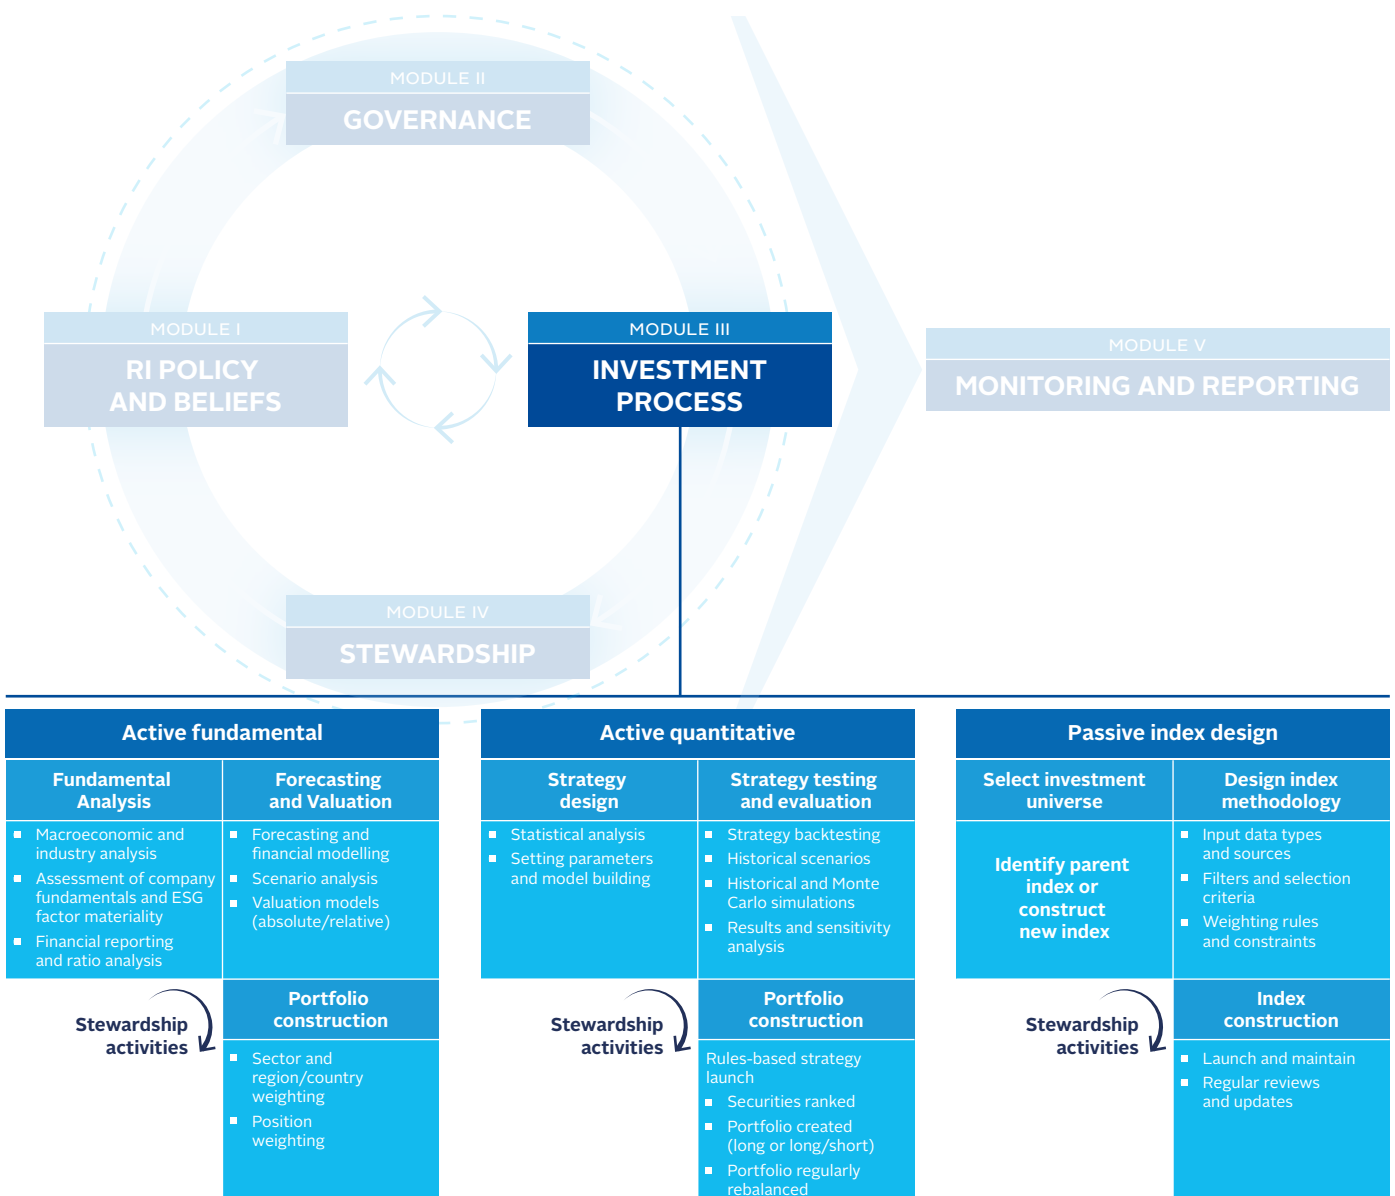 MODULE II
GOVERNANCE
MODULE I
RI POLICY
AND BELIEFS
MODULE III
INVESTMENT
PROCESS
MODULE V
MONITORING AND REPORTING
MODULE IV
STEWARDSHIP
Active fundamental
Fundamental
Analysis
Macroeconomic and
industry analysis
Assessment of company
fundamentals and ESG
factor materiality
Financial reporting
and ratio analysis
Forecasting
and Valuation
Forecasting and
financial modelling
Scenario analysis
Valuation models
(absolute/relative)
Stewardship
activities
Portfolio
construction
Sector and
region/country
weighting
Position
weighting
Active quantitative
Strategy
design
Statistical analysis
Setting parameters
and model building
Strategy testing
and evaluation
Strategy backtesting
Historical scenarios
Historical and Monte
Carlo simulations
Results and sensitivity
analysis
Stewardship
activities
Portfolio
construction
Rules-based strategy
launch
Securities ranked
Portfolio created
(long or long/short)
Portfolio regularly
rebalanced
Passive index design
Select investment
universe
Identify parent
index or
construct
new index
Design index
methodology
Input data types
and sources
Filters and selection
criteria
Weighting rules
and constraints
Stewardship
activities
Index
construction
Launch and maintain
Regular reviews
and updates